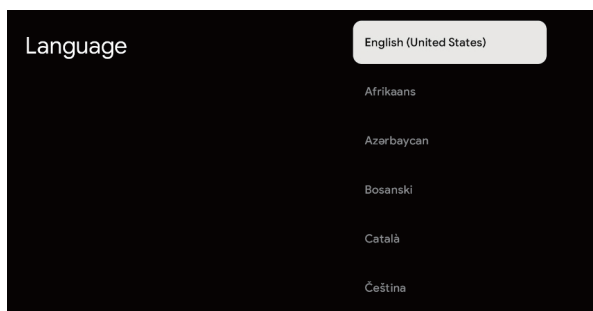 Language
English (United States)
Afrikaans
Azərbaycan
Bosanski
Català
Čeština